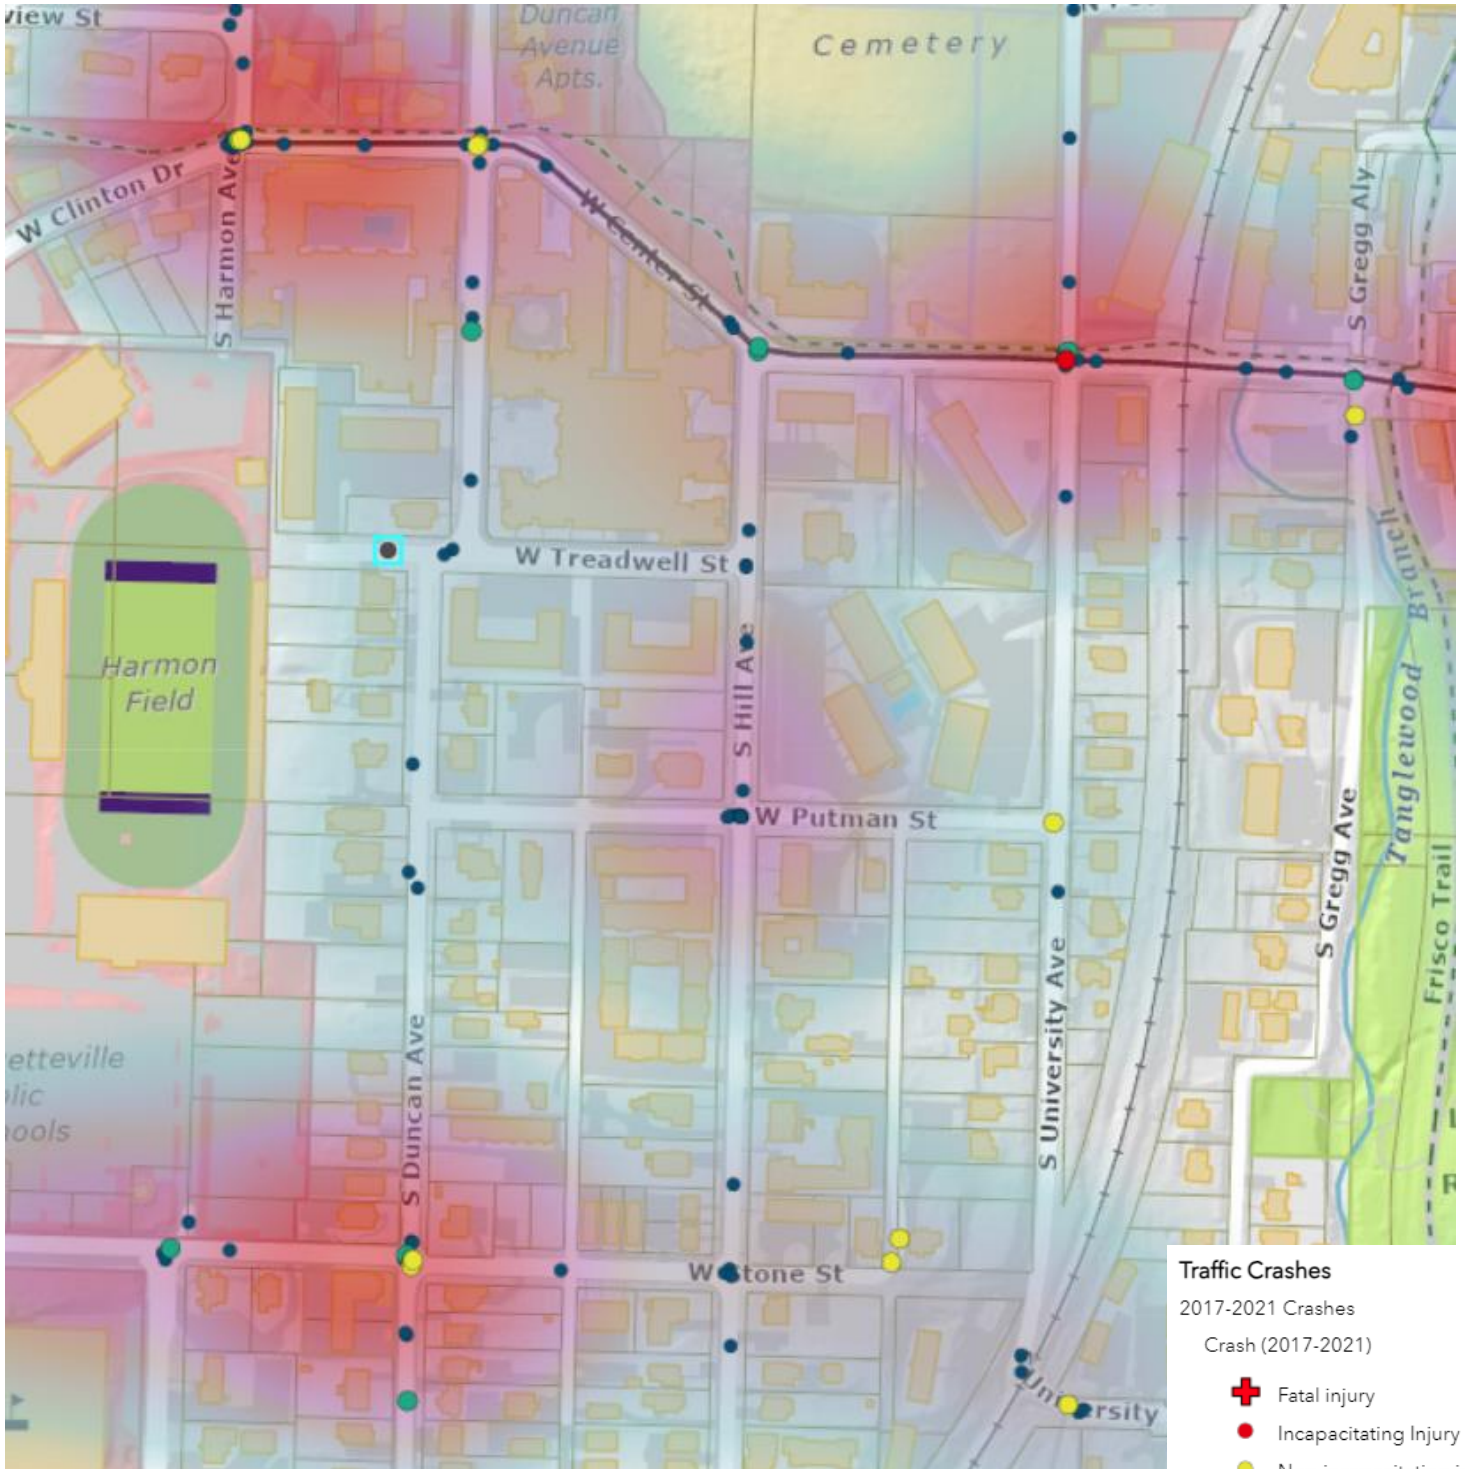 view St
Duncan
Avenue
Apts.
Cemetery
W Clinton Dr
S Harmon Ave
W Center St
S Gregg Aly
W Treadwell St
Harmon
Field
S Hill Ave
Tanglewood Branch
W Putman St
S Gregg Ave
Frisco Trail
S University Ave
etteville
lic
ools
S Duncan Ave
W Stone St
University
Traffic Crashes
2017-2021 Crashes
Crash (2017-2021)
Fatal injury
Incapacitating Injury